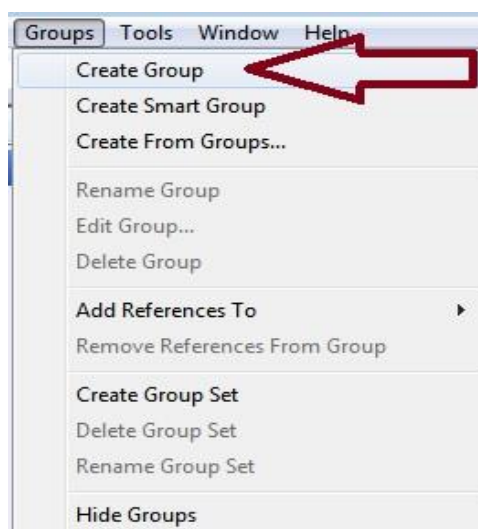 Groups Tools Window Help
Create Group
Create Smart Group
Create From Groups...
Rename Group
Edit Group...
Delete Group
Add References To
Remove References From Group
Create Group Set
Delete Group Set
Rename Group Set
Hide Groups